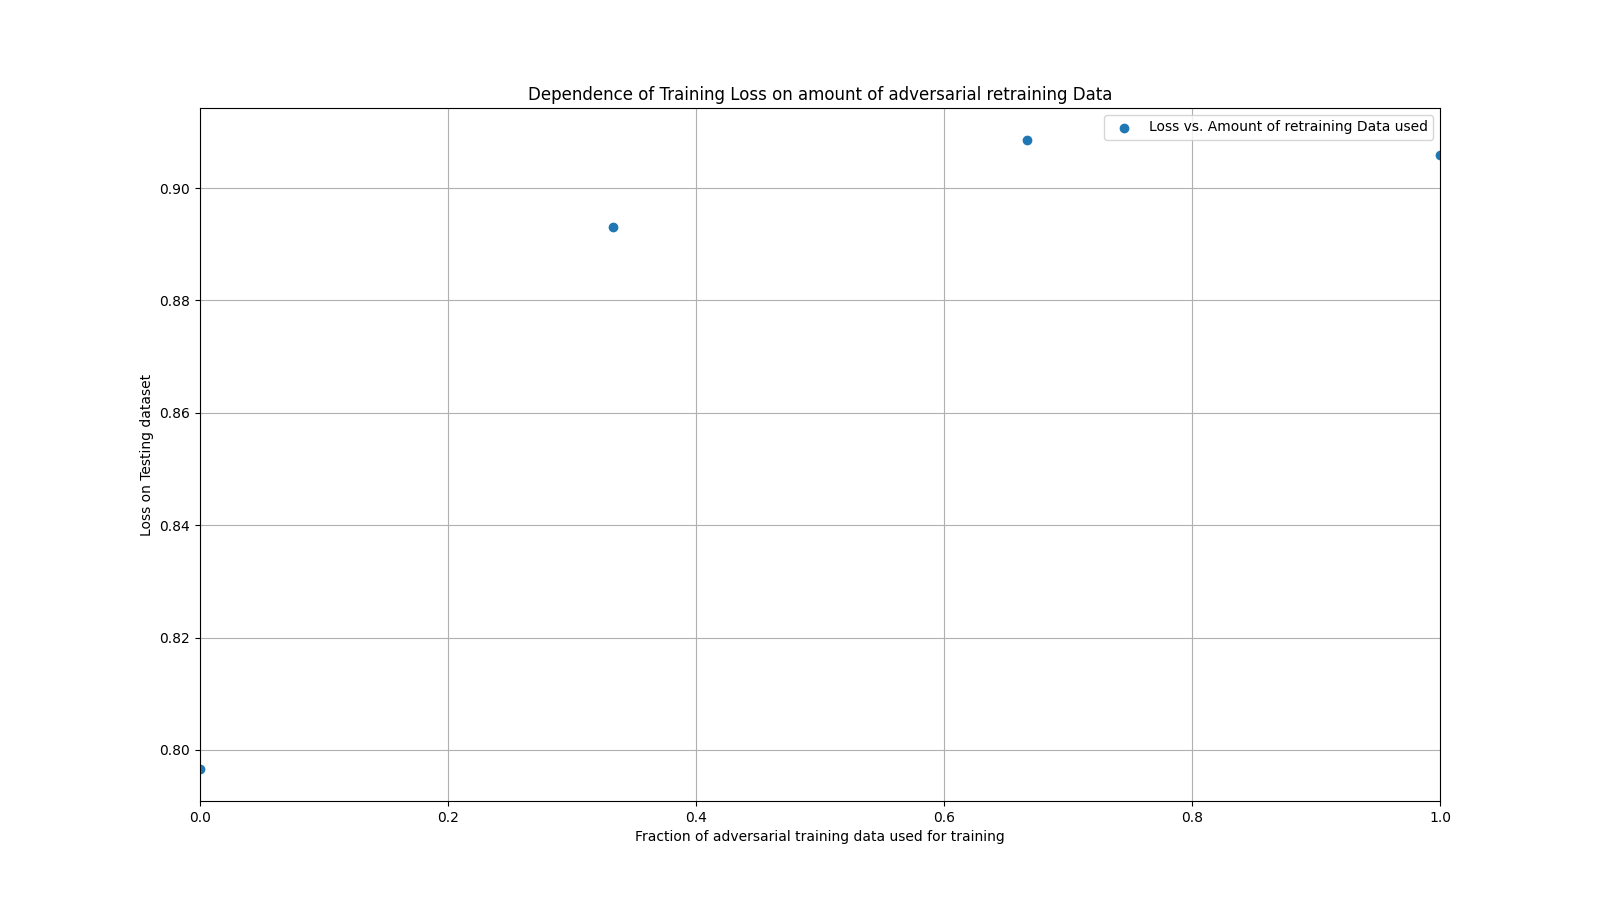 Dependence of Training Loss on amount of adversarial retraining Data
Loss vs. Amount of retraining Data used
0.90
0.88
0.86
0.84
0.82
0.80
Loss on Testing dataset
0.0 0.2 0.4 0.6 0.8 1.0
Fraction of adversarial training data used for training